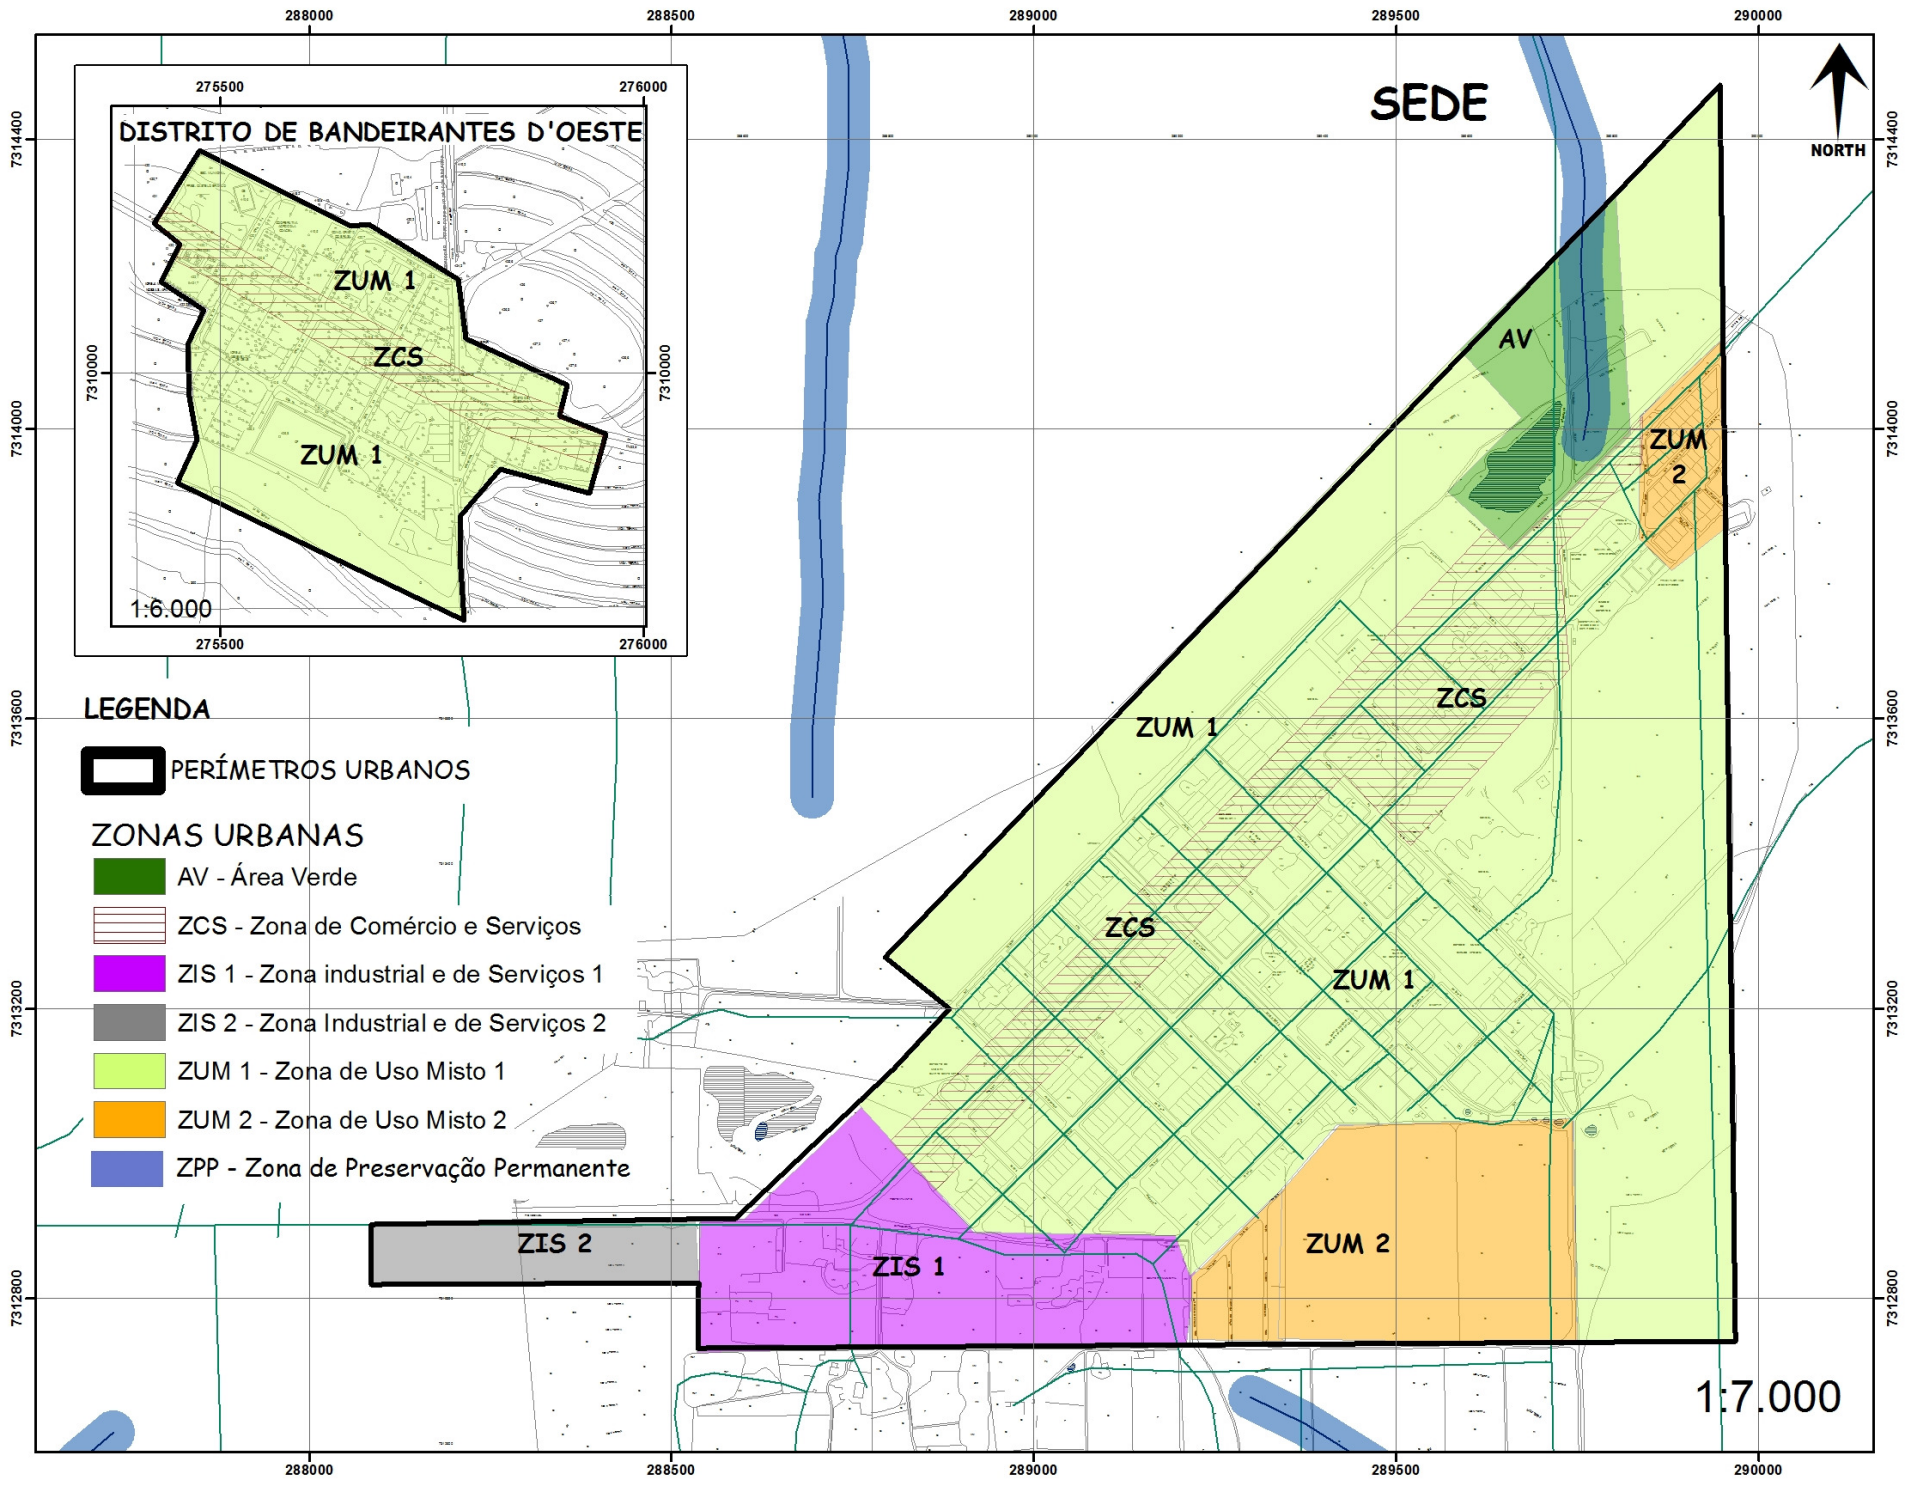 288000
288500
289000
289500
290000
SEDE
NORTH
7314400
7314000
7313600
7313200
7312800
7314400
7314000
7313600
7313200
7312800
275500
276000
DISTRITO DE BANDEIRANTES D'OESTE
ZUM 1
ZCS
ZUM 1
7310000
7310000
1:6.000
275500
276000
LEGENDA
PERÍMETROS URBANOS
ZONAS URBANAS
AV - Área Verde
ZCS - Zona de Comércio e Serviços
ZIS 1 - Zona industrial e de Serviços 1
ZIS 2 - Zona Industrial e de Serviços 2
ZUM 1 - Zona de Uso Misto 1
ZUM 2 - Zona de Uso Misto 2
ZPP - Zona de Preservação Permanente
AV
ZUM
2
ZCS
ZUM 1
ZCS
ZUM 1
ZIS 2
ZIS 1
ZUM 2
1:7.000
288000
288500
289000
289500
290000